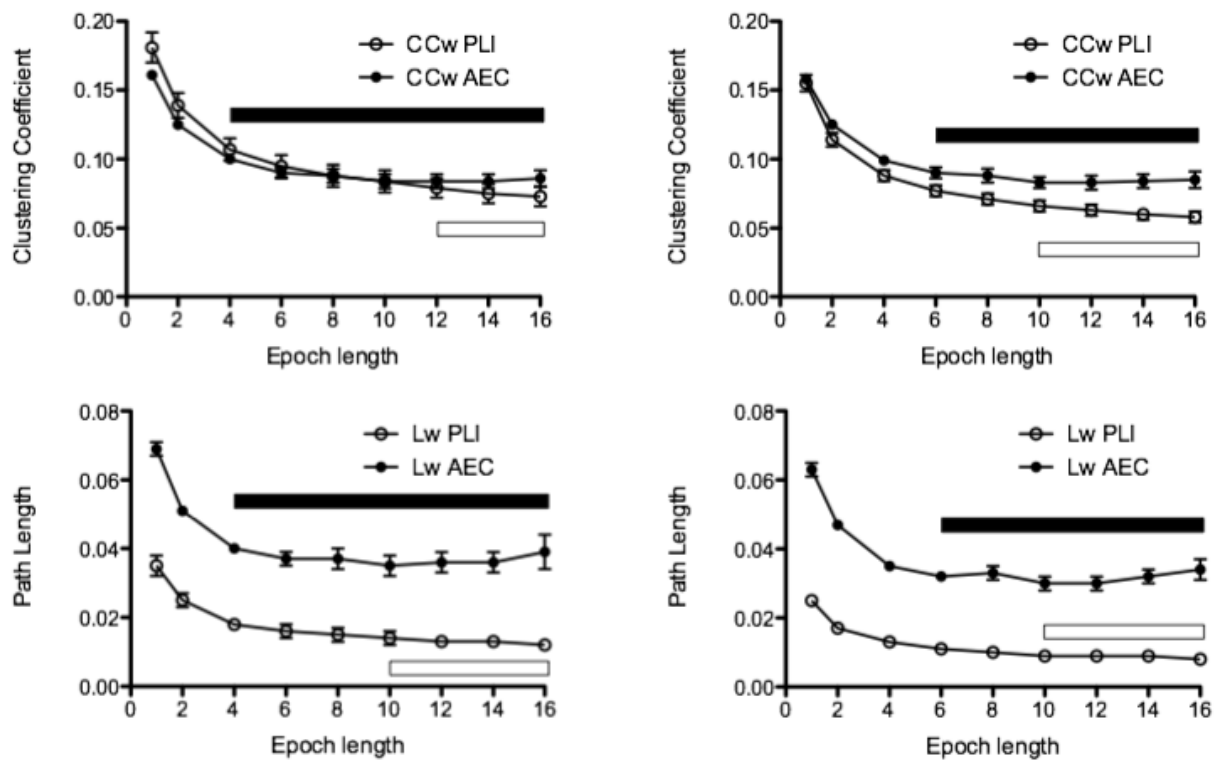 Clustering Coefficient
0.20
0.15
0.10
0.05
0.00
CCw PLI
CCw AEC
0 2 4 6 8 10 12 14 16
Epoch length
Clustering Coefficient
0.20
0.15
0.10
0.05
0.00
CCw PLI
CCw AEC
0 2 4 6 8 10 12 14 16
Epoch length
Path Length
0.08
0.06
0.04
0.02
0.00
Lw PLI
Lw AEC
0 2 4 6 8 10 12 14 16
Epoch length
Path Length
0.08
0.06
0.04
0.02
0.00
Lw PLI
Lw AEC
0 2 4 6 8 10 12 14 16
Epoch length